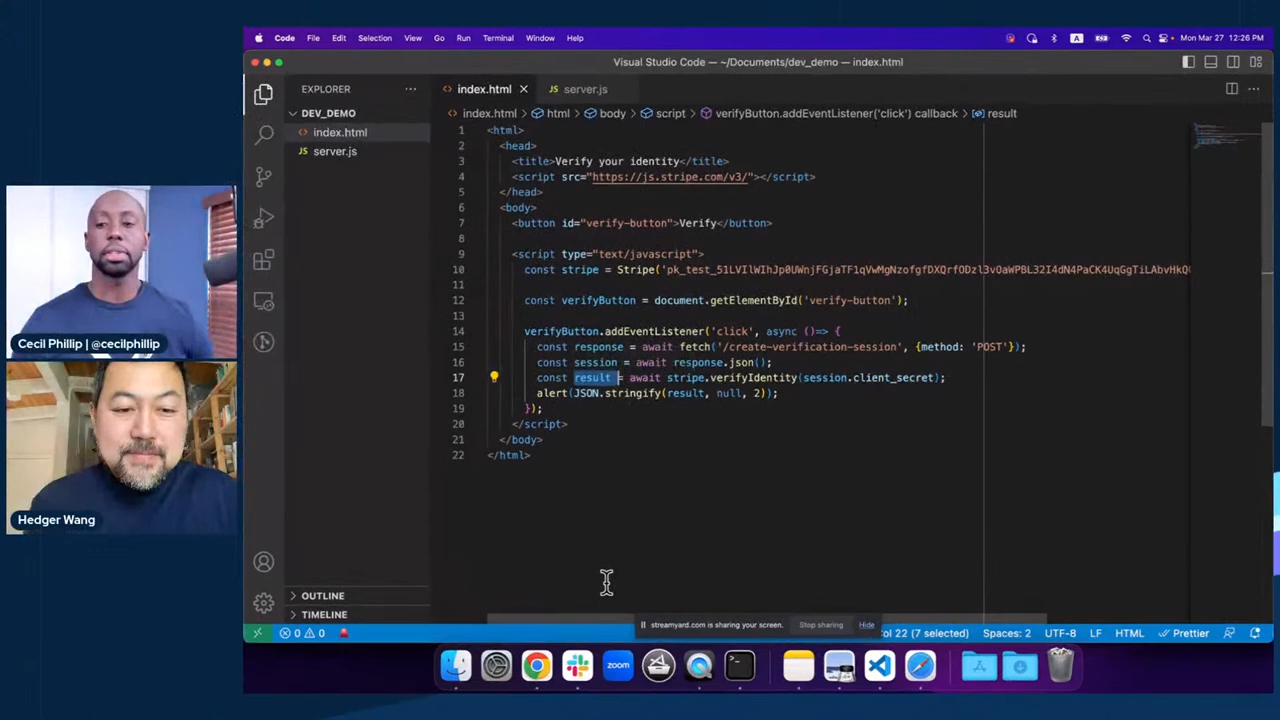 Code File Edit Selection View Go Run Terminal Window Help
A
Mon Mar 27 12:26 PM
Visual Studio Code — ~/Documents/dev_demo — index.html
EXPLORER
DEV_DEMO
index.html
server.js
index.html
server.js
index.html html body script verifyButton.addEventListener('click') callback result
1 <html>
2 <head>
3 <title>Verify your identity</title>
4 <script src="https://js.stripe.com/v3/"></script>
5 </head>
6 <body>
7 <button id="verify-button">Verify</button>
8
9 <script type="text/javascript">
10 const stripe = Stripe('
11
12 const verifyButton = document.getElementById('verify-button');
13
14 verifyButton.addEventListener('click', async ()=> {
15 const response = await fetch('/create-verification-session', {method: 'POST'});
16 const session = await response.json();
17 const result = await stripe.verifyIdentity(session.client_secret);
18 alert(JSON.stringify(result, null, 2));
19 });
20 </script>
21 </body>
22 </html>
Cecil Phillip | @cecilphillip
Hedger Wang
OUTLINE
TIMELINE
streamyard.com is sharing your screen. Stop sharing Hide
0 0
Col 22 (7 selected) Spaces: 2 UTF-8 LF HTML Prettier
zoom